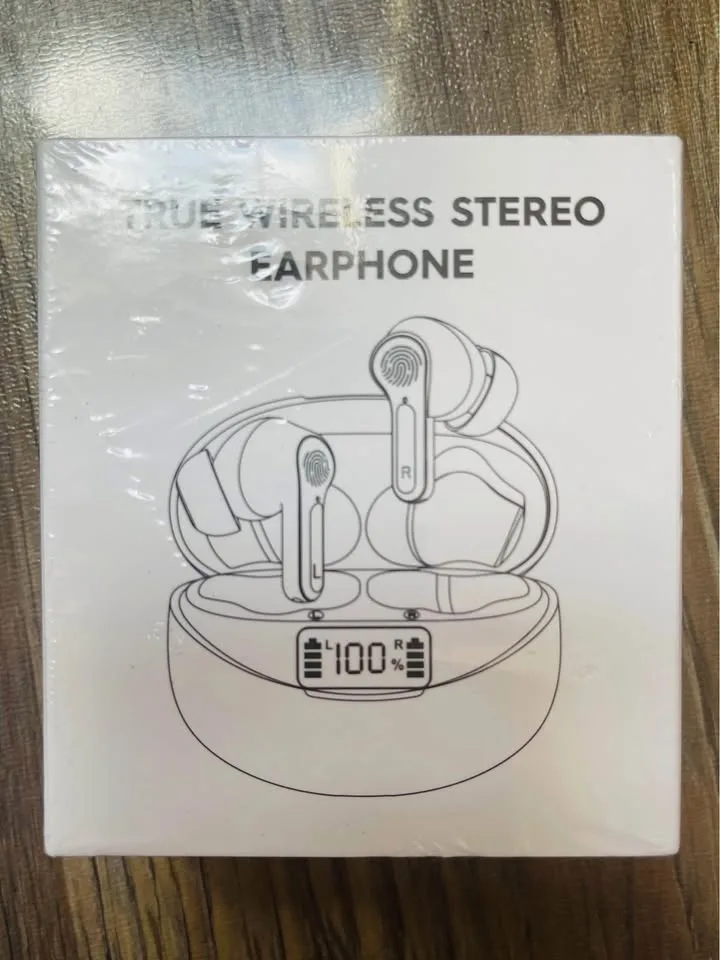 TRUE WIRELESS STEREO
EARPHONE
R
L
L R
L 100 % R